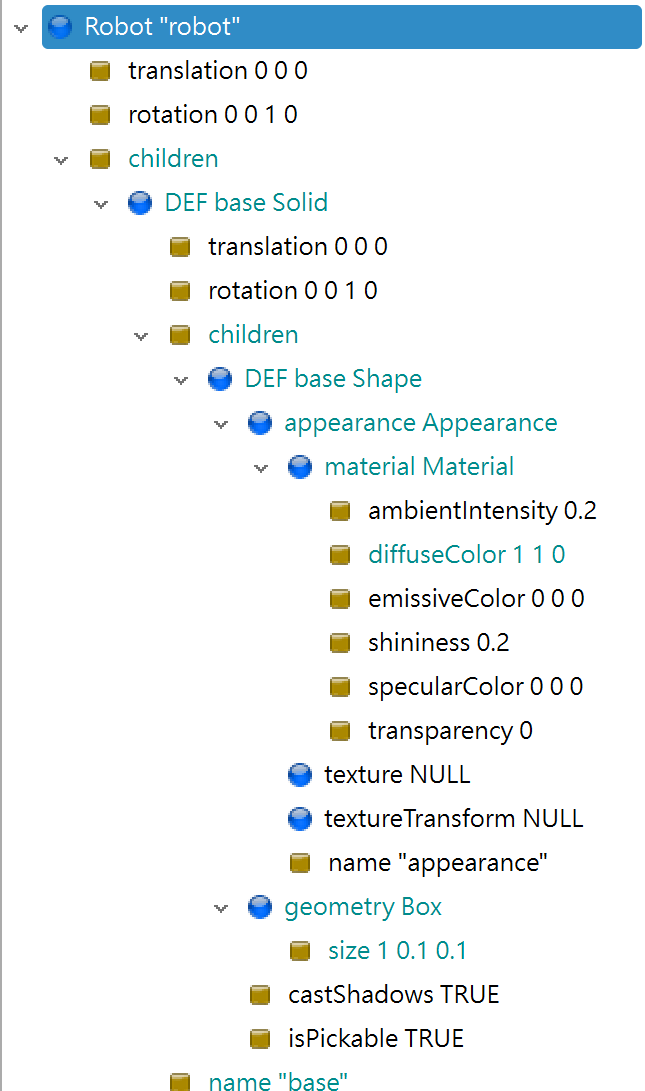 Robot "robot"
translation 0 0 0
rotation 0 0 1 0
children
DEF base Solid
translation 0 0 0
rotation 0 0 1 0
children
DEF base Shape
appearance Appearance
material Material
ambientIntensity 0.2
diffuseColor 1 1 0
emissiveColor 0 0 0
shininess 0.2
specularColor 0 0 0
transparency 0
texture NULL
textureTransform NULL
name "appearance"
geometry Box
size 1 0.1 0.1
castShadows TRUE
isPickable TRUE
name "base"